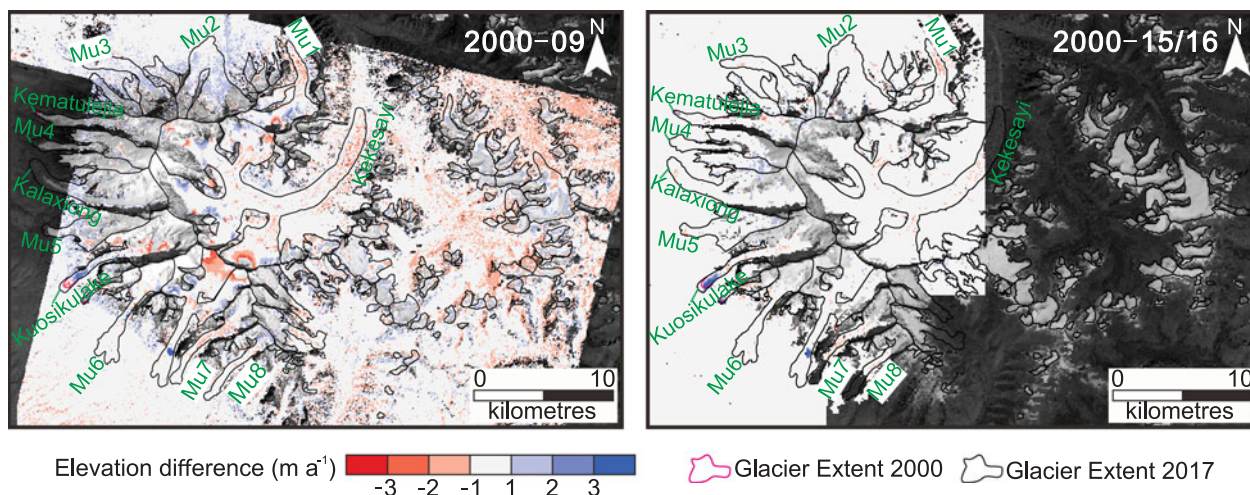 2000-09
N
Mu3
Mu2
Mu1
Kematulejia
Mu4
Kekesayi
Kalaxiong
Mu5
Kuosikulake
Mu6
Mu7
Mu8
0 10
kilometres
2000-15/16
N
Mu3
Mu2
Mu1
Kematulejia
Mu4
Kekesayi
Kalaxiong
Mu5
Kuosikulake
Mu6
Mu7
Mu8
0 10
kilometres
Elevation difference (m a⁻¹)
-3 -2 -1 1 2 3
Glacier Extent 2000
Glacier Extent 2017